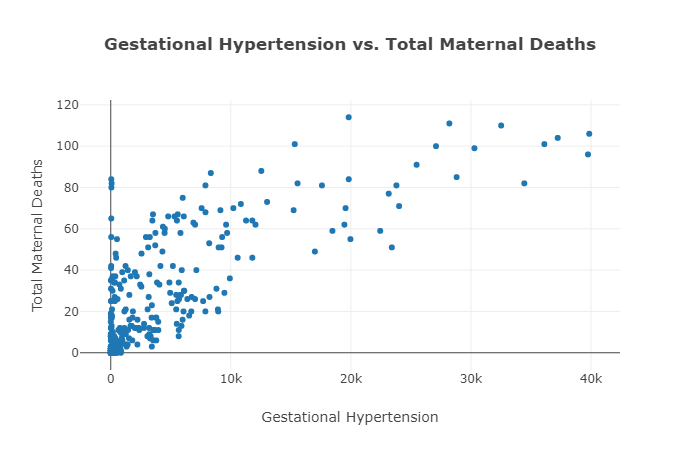 Gestational Hypertension vs. Total Maternal Deaths
120
100
80
60
40
20
0
Total Maternal Deaths
0 10k 20k 30k 40k
Gestational Hypertension